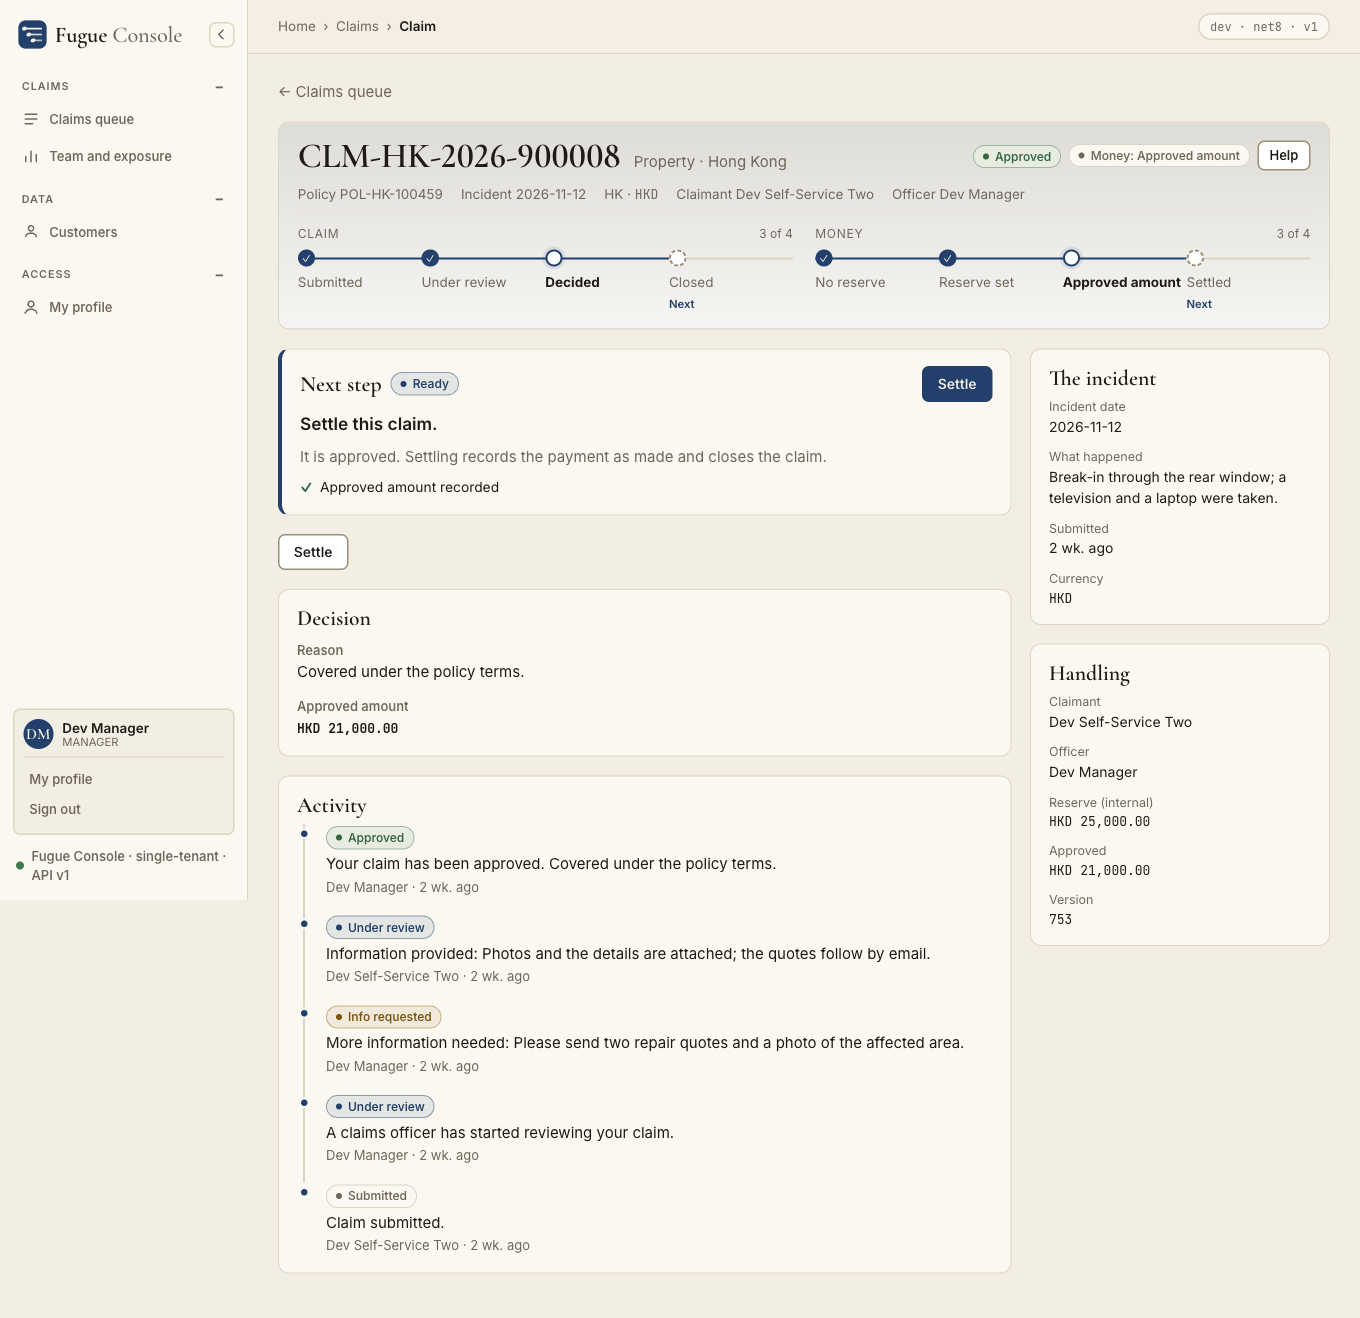 Fugue Console
CLAIMS
Claims queue
Team and exposure
DATA
Customers
ACCESS
My profile
DM
Dev Manager
MANAGER
My profile
Sign out
Fugue Console · single-tenant ·
API v1
Home › Claims › Claim
dev · net8 · v1
← Claims queue
CLM-HK-2026-900008 Property · Hong Kong
Approved
Money: Approved amount
Help
Policy POL-HK-100459 Incident 2026-11-12 HK · HKD Claimant Dev Self-Service Two Officer Dev Manager
CLAIM 3 of 4
Submitted Under review Decided Closed
Next
MONEY 3 of 4
No reserve Reserve set Approved amount Settled
Next
Next step Ready
Settle
Settle this claim.
It is approved. Settling records the payment as made and closes the claim.
Approved amount recorded
Settle
Decision
Reason
Covered under the policy terms.
Approved amount
HKD 21,000.00
Activity
Approved
Your claim has been approved. Covered under the policy terms.
Dev Manager · 2 wk. ago
Under review
Information provided: Photos and the details are attached; the quotes follow by email.
Dev Self-Service Two · 2 wk. ago
Info requested
More information needed: Please send two repair quotes and a photo of the affected area.
Dev Manager · 2 wk. ago
Under review
A claims officer has started reviewing your claim.
Dev Manager · 2 wk. ago
Submitted
Claim submitted.
Dev Self-Service Two · 2 wk. ago
The incident
Incident date
2026-11-12
What happened
Break-in through the rear window; a
television and a laptop were taken.
Submitted
2 wk. ago
Currency
HKD
Handling
Claimant
Dev Self-Service Two
Officer
Dev Manager
Reserve (internal)
HKD 25,000.00
Approved
HKD 21,000.00
Version
753